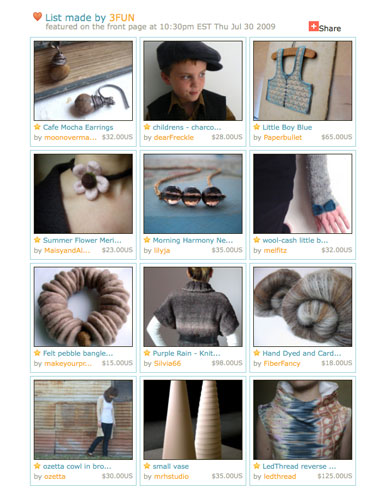 List made by 3FUN
featured on the front page at 10:30pm EST Thu Jul 30 2009
Share
Cafe Mocha Earrings
by moonoverma... $32.00US
childrens - charco...
by dearFreckle $28.00US
Little Boy Blue
by Paperbullet $65.00US
Summer Flower Meri...
by MaisyandAl... $23.00US
Morning Harmony Ne...
by lilyja $35.00US
wool-cash little b...
by melfitz $32.00US
Felt pebble bangle...
by makeyourpr... $15.00US
Purple Rain - Knit...
by Silvia66 $98.00US
Hand Dyed and Card...
by FiberFancy $18.00US
ozetta cowl in bro...
by ozetta $30.00US
small vase
by mrhstudio $35.00US
LedThread reverse ...
by ledthread $125.00US